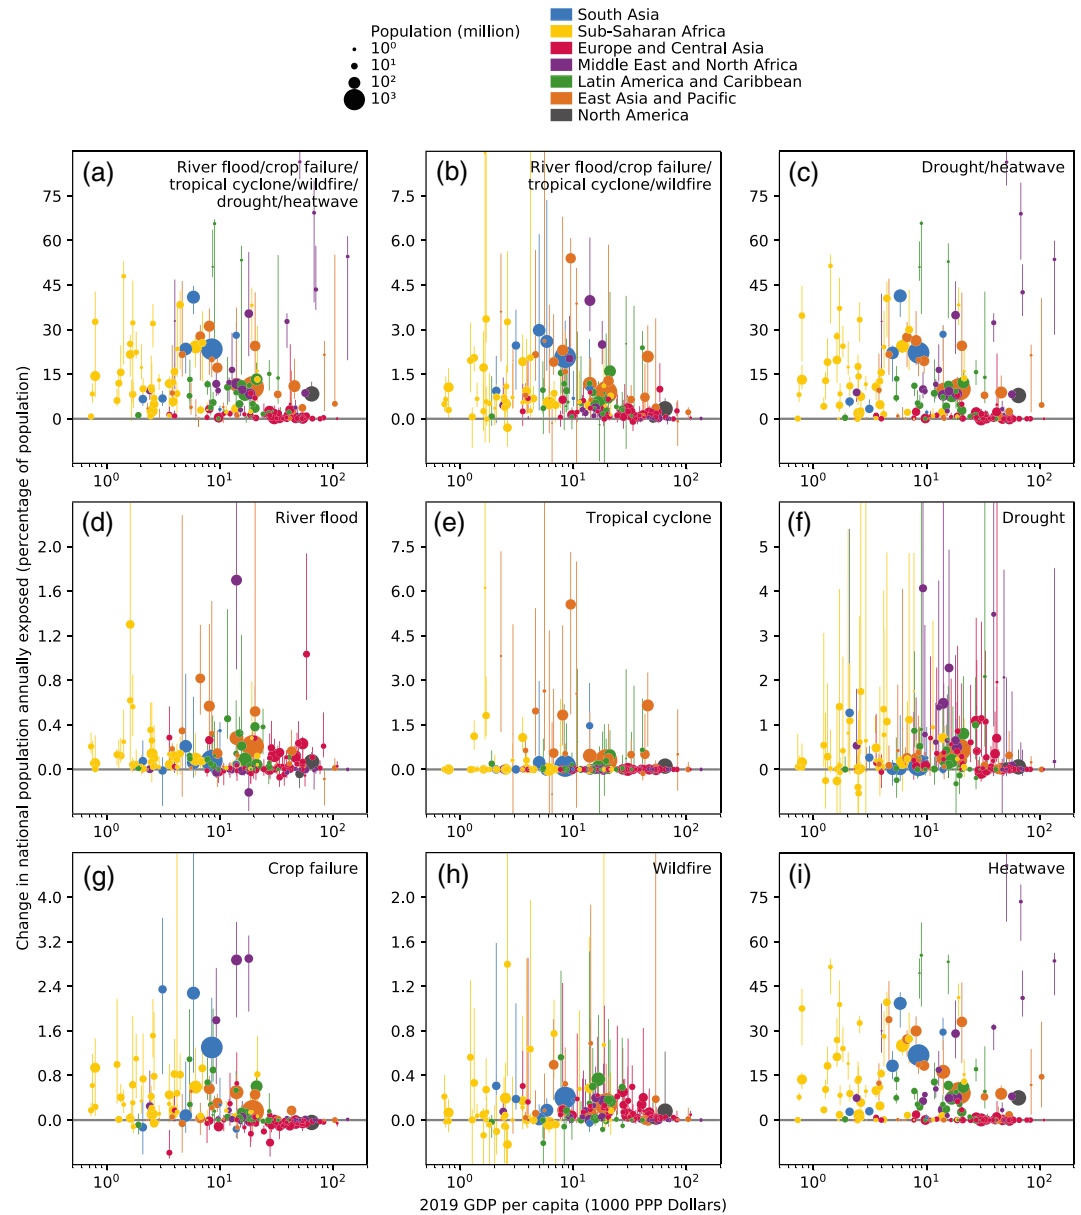 Population (million)
10⁰
10¹
10²
10³
South Asia
Sub-Saharan Africa
Europe and Central Asia
Middle East and North Africa
Latin America and Caribbean
East Asia and Pacific
North America
Change in national population annually exposed (percentage of population)
(a)
River flood/crop failure/
tropical cyclone/wildfire/
drought/heatwave
75
60
45
30
15
0
10⁰ 10¹ 10²
(b)
River flood/crop failure/
tropical cyclone/wildfire
7.5
6.0
4.5
3.0
1.5
0.0
10⁰ 10¹ 10²
(c)
Drought/heatwave
75
60
45
30
15
0
10⁰ 10¹ 10²
(d)
River flood
2.0
1.6
1.2
0.8
0.4
0.0
10⁰ 10¹ 10²
(e)
Tropical cyclone
7.5
6.0
4.5
3.0
1.5
0.0
10⁰ 10¹ 10²
(f)
Drought
5
4
3
2
1
0
10⁰ 10¹ 10²
(g)
Crop failure
4.0
3.2
2.4
1.6
0.8
0.0
10⁰ 10¹ 10²
(h)
Wildfire
2.0
1.6
1.2
0.8
0.4
0.0
10⁰ 10¹ 10²
(i)
Heatwave
75
60
45
30
15
0
10⁰ 10¹ 10²
2019 GDP per capita (1000 PPP Dollars)